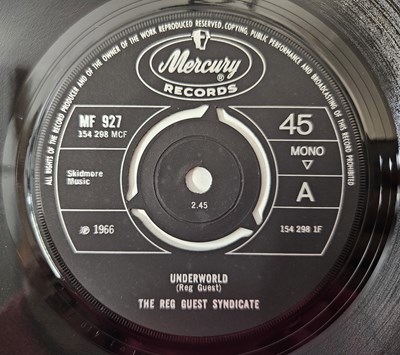 ALL RIGHTS OF THE RECORD PRODUCER AND OF THE OWNER OF THE WORK REPRODUCED RESERVED. COPYING, PUBLIC PERFORMANCE AND BROADCASTING OF THIS RECORD PROHIBITED
Mercury
®
RECORDS
MF 927
354 298 MCF
45
MONO
Skidmore
Music
A
2.45
℗ 1966
154 298 1F
UNDERWORLD
(Reg Guest)
THE REG GUEST SYNDICATE